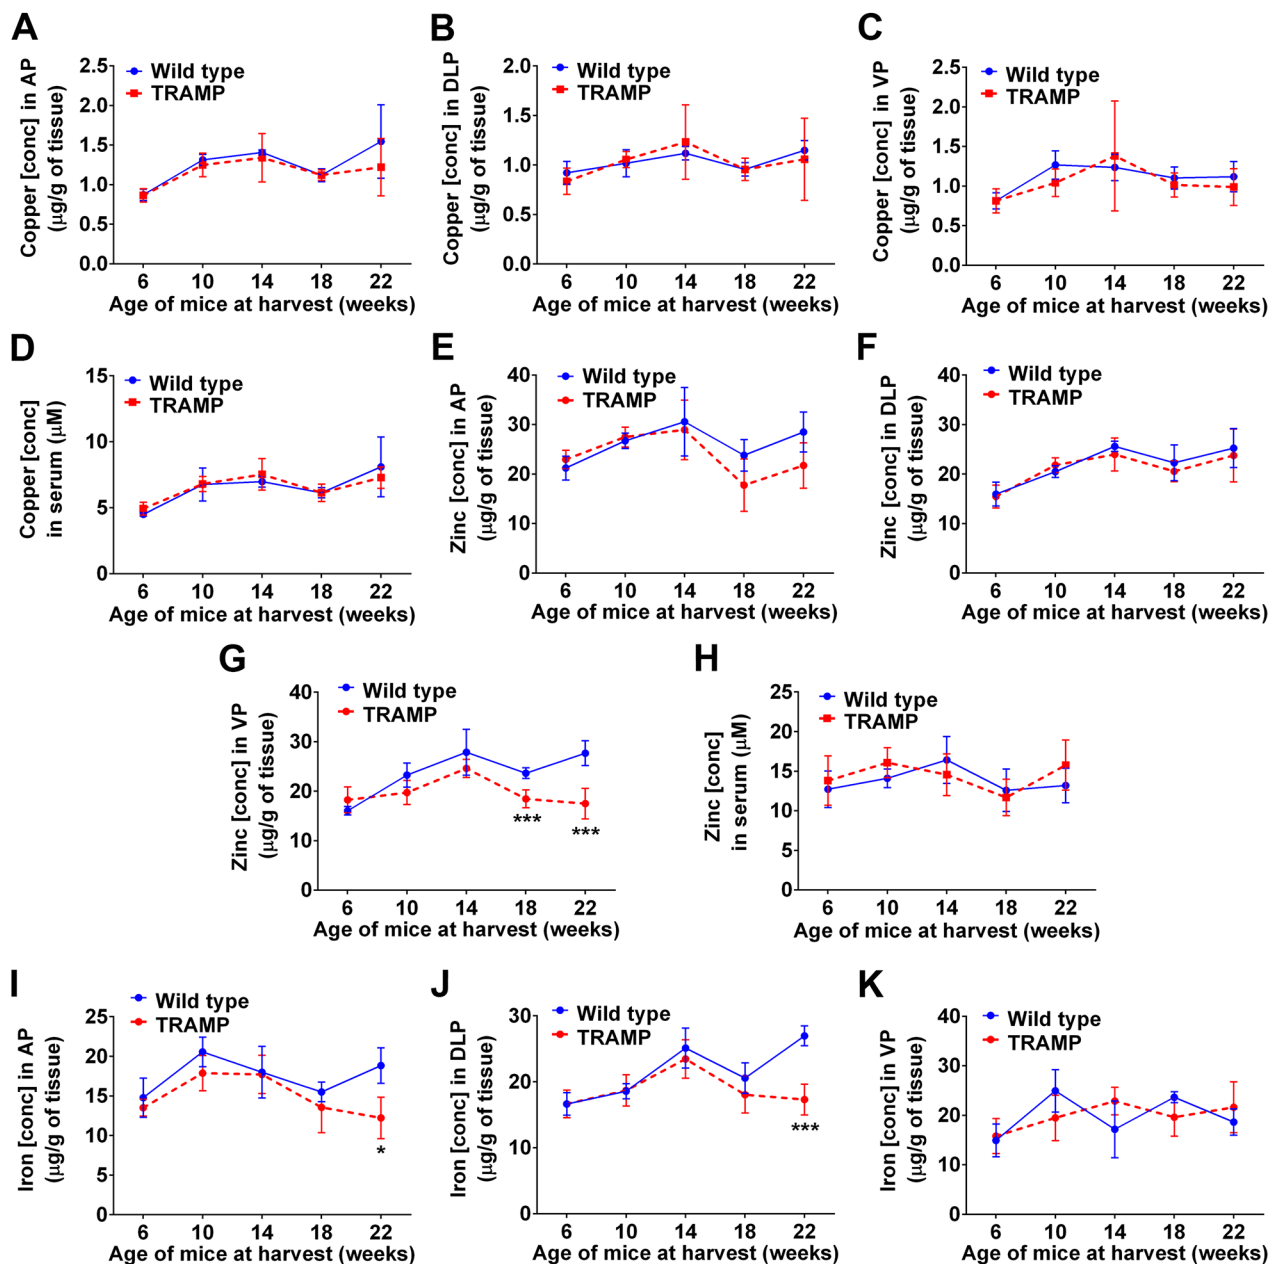 A
Copper [conc] in AP
(μg/g of tissue)
Wild type
TRAMP
2.5
2.0
1.5
1.0
0.5
0.0
6 10 14 18 22
Age of mice at harvest (weeks)
B
Copper [conc] in DLP
(μg/g of tissue)
Wild type
TRAMP
2.0
1.5
1.0
0.5
0.0
6 10 14 18 22
Age of mice at harvest (weeks)
C
Copper [conc] in VP
(μg/g of tissue)
Wild type
TRAMP
2.5
2.0
1.5
1.0
0.5
0.0
6 10 14 18 22
Age of mice at harvest (weeks)
D
Copper [conc]
in serum (μM)
Wild type
TRAMP
15
10
5
0
6 10 14 18 22
Age of mice at harvest (weeks)
E
Zinc [conc] in AP
(μg/g of tissue)
Wild type
TRAMP
40
30
20
10
0
6 10 14 18 22
Age of mice at harvest (weeks)
F
Zinc [conc] in DLP
(μg/g of tissue)
Wild type
TRAMP
40
30
20
10
0
6 10 14 18 22
Age of mice at harvest (weeks)
G
Zinc [conc] in VP
(μg/g of tissue)
Wild type
TRAMP
40
30
20
10
0
***
***
6 10 14 18 22
Age of mice at harvest (weeks)
H
Zinc [conc]
in serum (μM)
Wild type
TRAMP
25
20
15
10
5
0
6 10 14 18 22
Age of mice at harvest (weeks)
I
Iron [conc] in AP
(μg/g of tissue)
Wild type
TRAMP
25
20
15
10
5
0
*
6 10 14 18 22
Age of mice at harvest (weeks)
J
Iron [conc] in DLP
(μg/g of tissue)
Wild type
TRAMP
30
20
10
0
***
6 10 14 18 22
Age of mice at harvest (weeks)
K
Iron [conc] in VP
(μg/g of tissue)
Wild type
TRAMP
40
30
20
10
0
6 10 14 18 22
Age of mice at harvest (weeks)